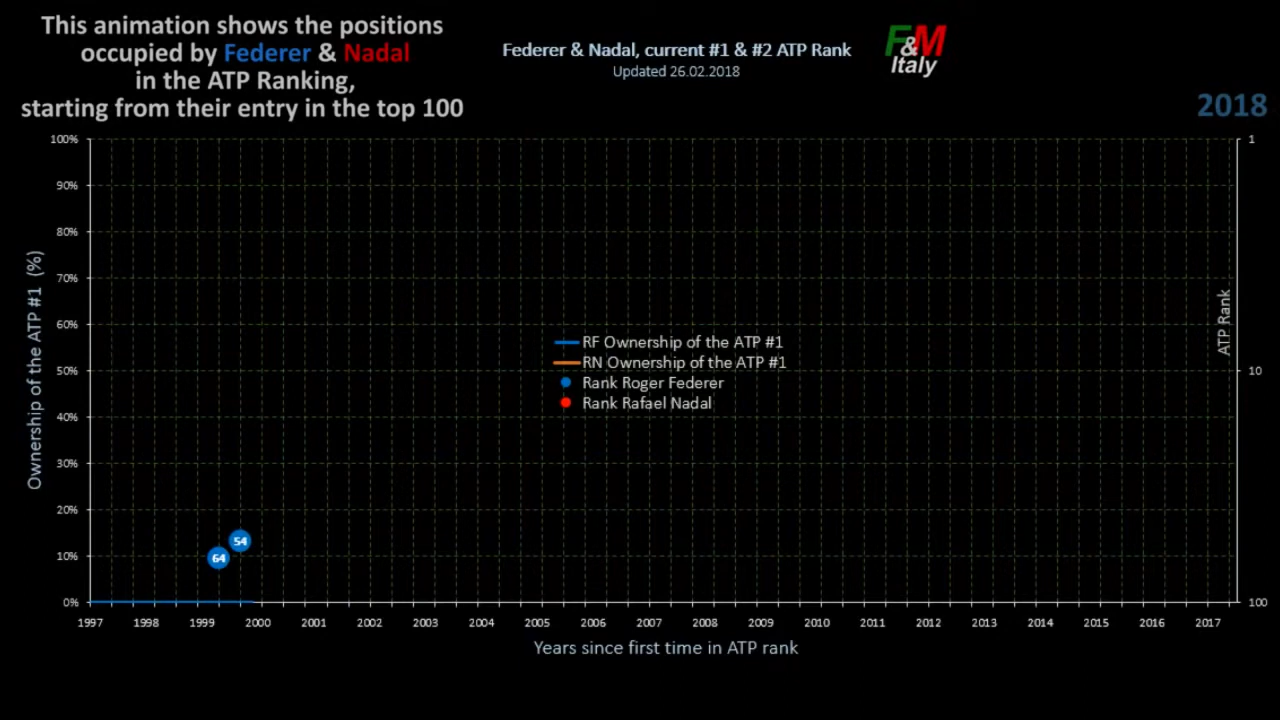 This animation shows the positions
occupied by Federer & Nadal
in the ATP Ranking,
starting from their entry in the top 100
Federer & Nadal, current #1 & #2 ATP Rank
Updated 26.02.2018
F&M
Italy
2018
100%
90%
80%
70%
60%
50%
40%
30%
20%
10%
0%
Ownership of the ATP #1 (%)
RF Ownership of the ATP #1
RN Ownership of the ATP #1
Rank Roger Federer
Rank Rafael Nadal
64
54
1
10
100
ATP Rank
1997 1998 1999 2000 2001 2002 2003 2004 2005 2006 2007 2008 2009 2010 2011 2012 2013 2014 2015 2016 2017
Years since first time in ATP rank